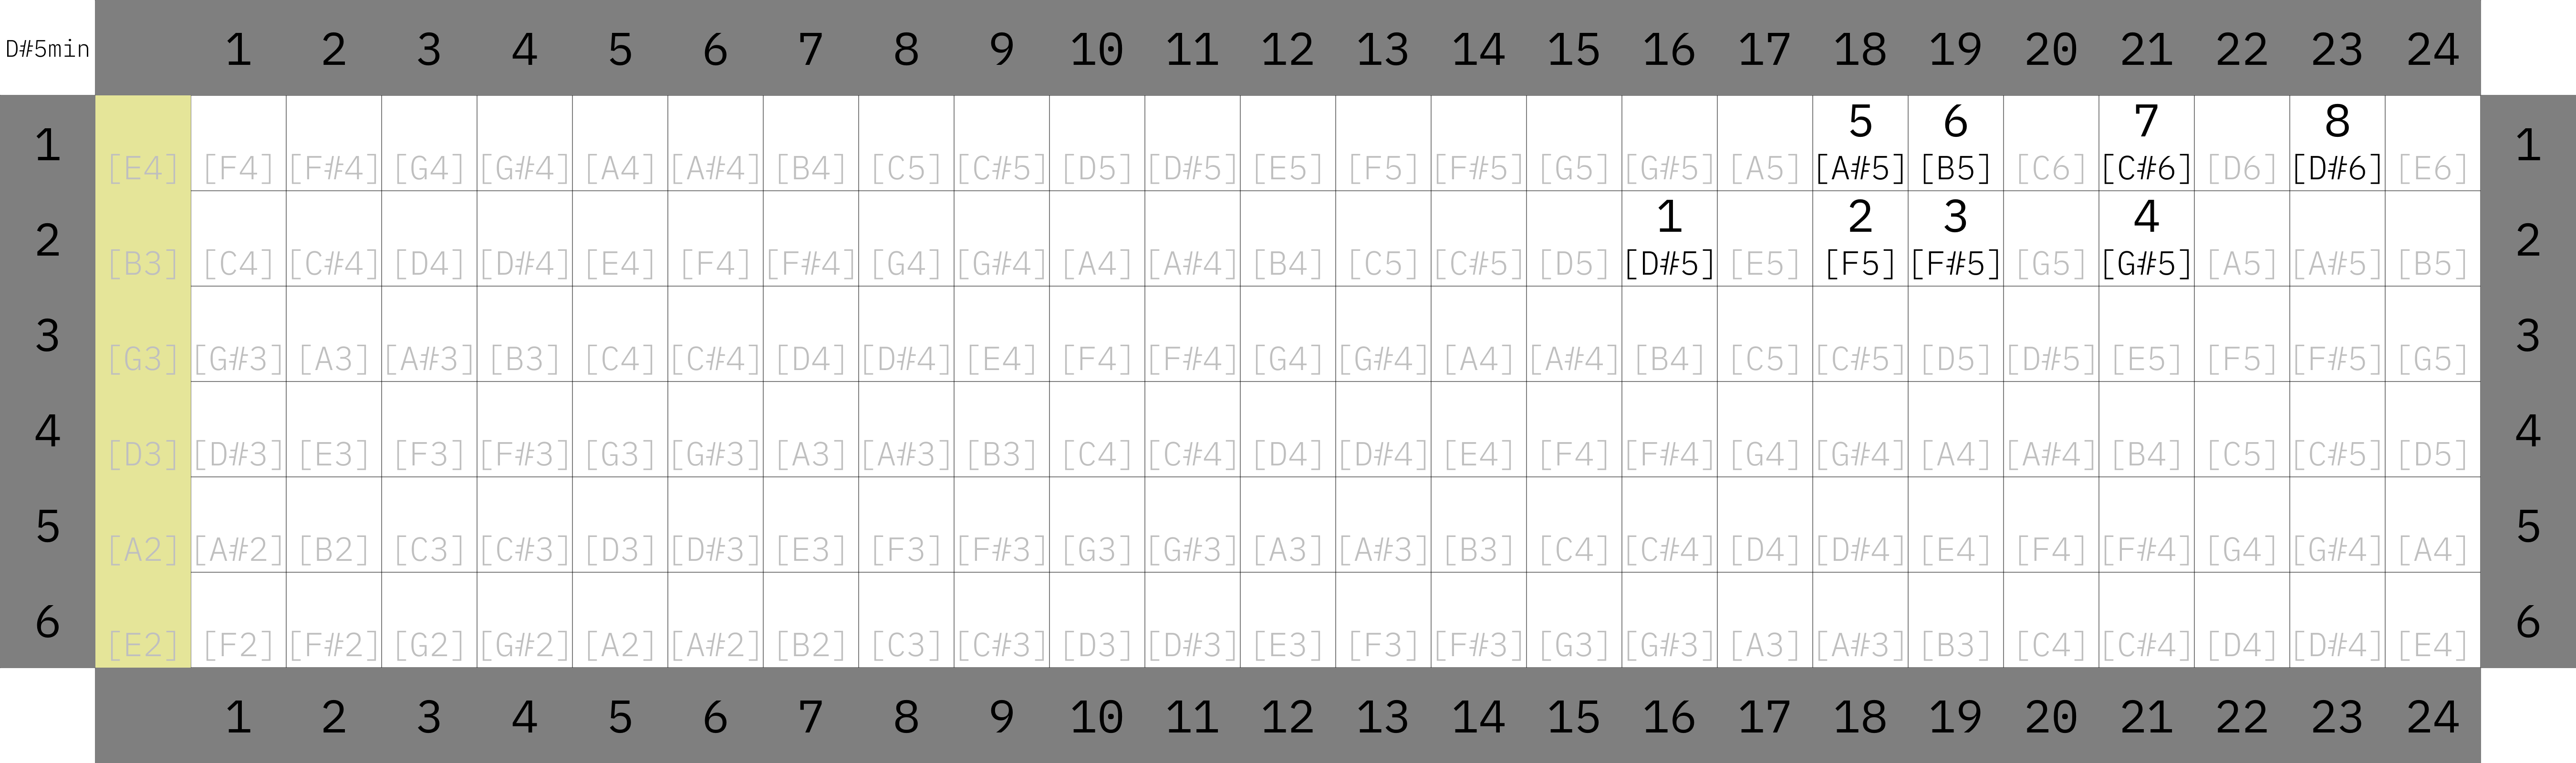 D#5min 1 2 3 4 5 6 7 8 9 10 11 12 13 14 15 16 17 18 19 20 21 22 23 24
5 6 7 8
1 [E4] [F4] [F#4] [G4] [G#4] [A4] [A#4] [B4] [C5] [C#5] [D5] [D#5] [E5] [F5] [F#5] [G5] [G#5] [A5] [A#5] [B5] [C6] [C#6] [D6] [D#6] [E6] 1
1 2 3 4
2 [B3] [C4] [C#4] [D4] [D#4] [E4] [F4] [F#4] [G4] [G#4] [A4] [A#4] [B4] [C5] [C#5] [D5] [D#5] [E5] [F5] [F#5] [G5] [G#5] [A5] [A#5] [B5] 2
3 [G3] [G#3] [A3] [A#3] [B3] [C4] [C#4] [D4] [D#4] [E4] [F4] [F#4] [G4] [G#4] [A4] [A#4] [B4] [C5] [C#5] [D5] [D#5] [E5] [F5] [F#5] [G5] 3
4 [D3] [D#3] [E3] [F3] [F#3] [G3] [G#3] [A3] [A#3] [B3] [C4] [C#4] [D4] [D#4] [E4] [F4] [F#4] [G4] [G#4] [A4] [A#4] [B4] [C5] [C#5] [D5] 4
5 [A2] [A#2] [B2] [C3] [C#3] [D3] [D#3] [E3] [F3] [F#3] [G3] [G#3] [A3] [A#3] [B3] [C4] [C#4] [D4] [D#4] [E4] [F4] [F#4] [G4] [G#4] [A4] 5
6 [E2] [F2] [F#2] [G2] [G#2] [A2] [A#2] [B2] [C3] [C#3] [D3] [D#3] [E3] [F3] [F#3] [G3] [G#3] [A3] [A#3] [B3] [C4] [C#4] [D4] [D#4] [E4] 6
1 2 3 4 5 6 7 8 9 10 11 12 13 14 15 16 17 18 19 20 21 22 23 24